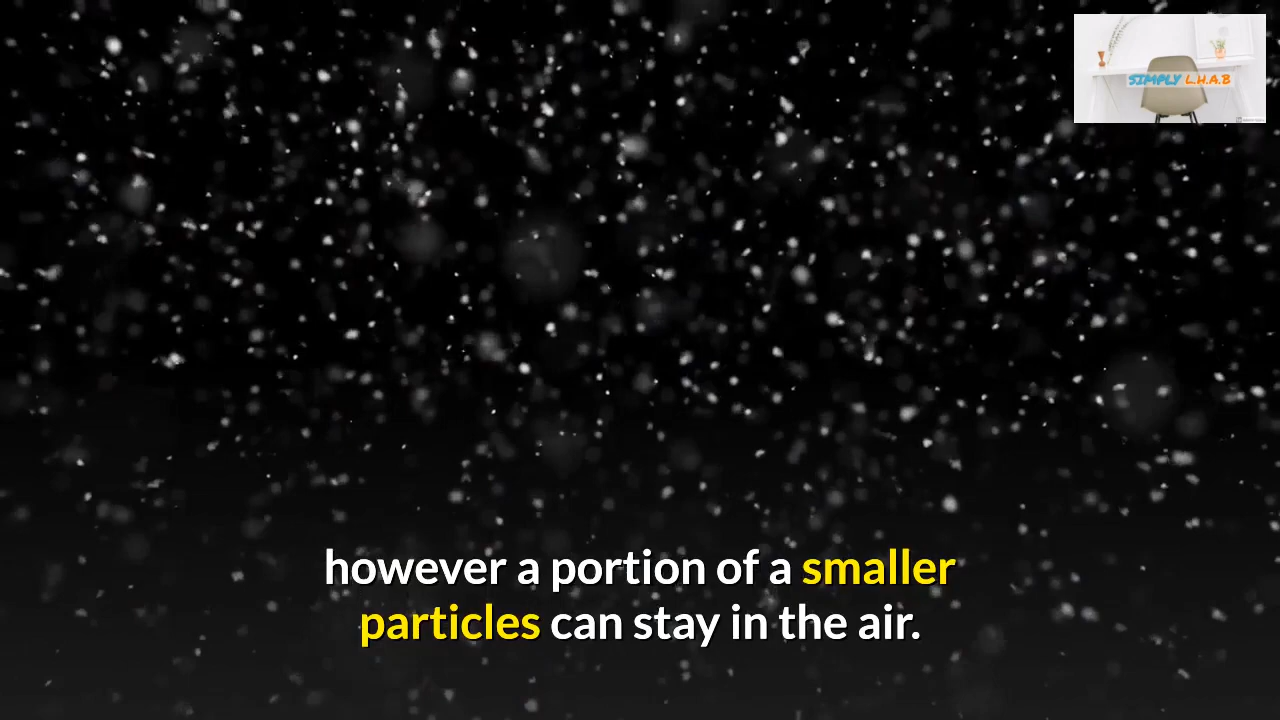 SIMPLY L.H.A.B
however a portion of a smaller
particles can stay in the air.